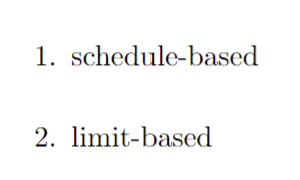 1. schedule-based
2. limit-based